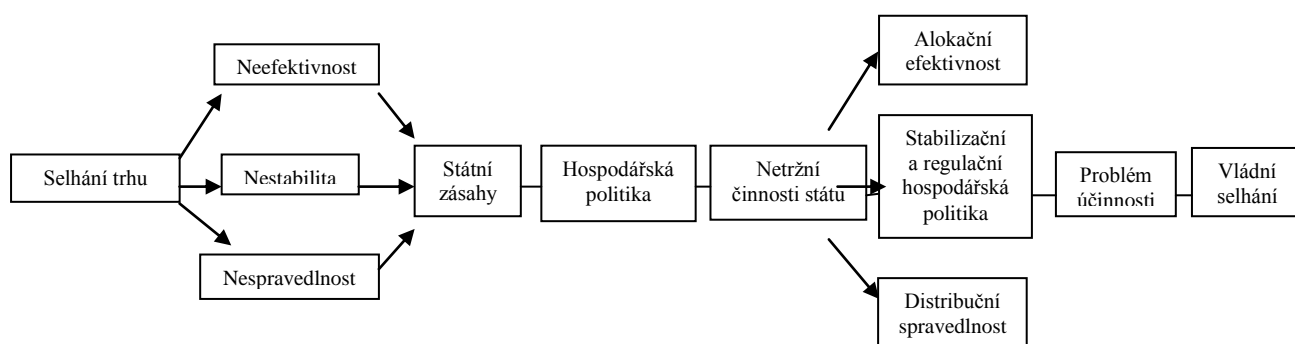 Selhání trhu
Neefektivnost
Nestabilita
Nespravedlnost
Státní
zásahy
Hospodářská
politika
Netržní
činnosti státu
Alokační
efektivnost
Stabilizační
a regulační
hospodářská
politika
Distribuční
spravedlnost
Problém
účinnosti
Vládní
selhání